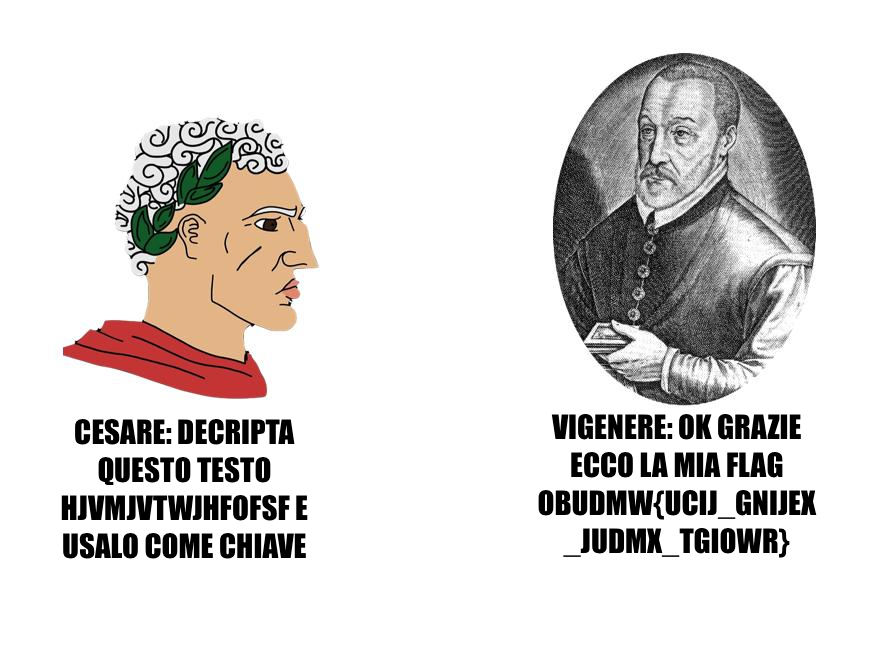 CESARE: DECRIPTA
QUESTO TESTO
HJVMJVTWJHFOFSF E
USALO COME CHIAVE
VIGENERE: OK GRAZIE
ECCO LA MIA FLAG
OBUDMW{UCIJ_GNIJEX
_JUDMX_TGIOWR}